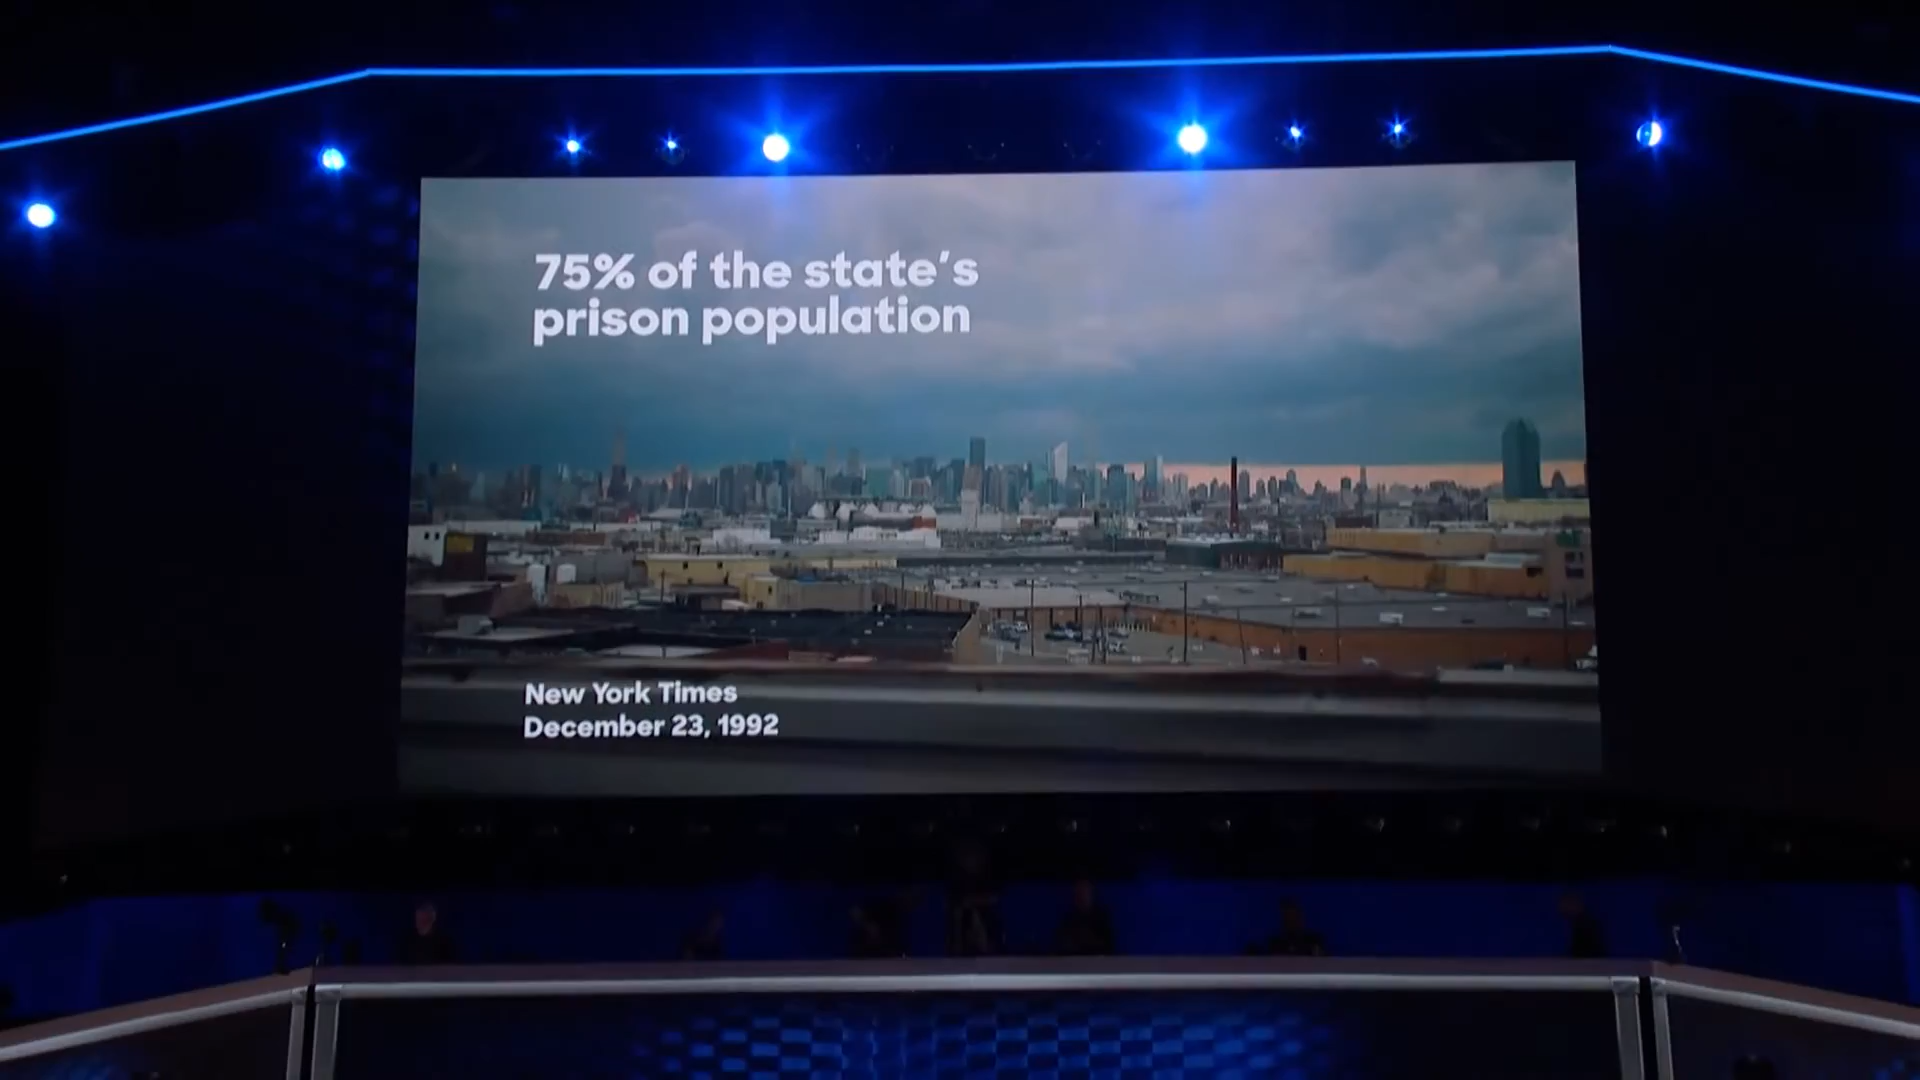 75% of the state's
prison population
New York Times
December 23, 1992